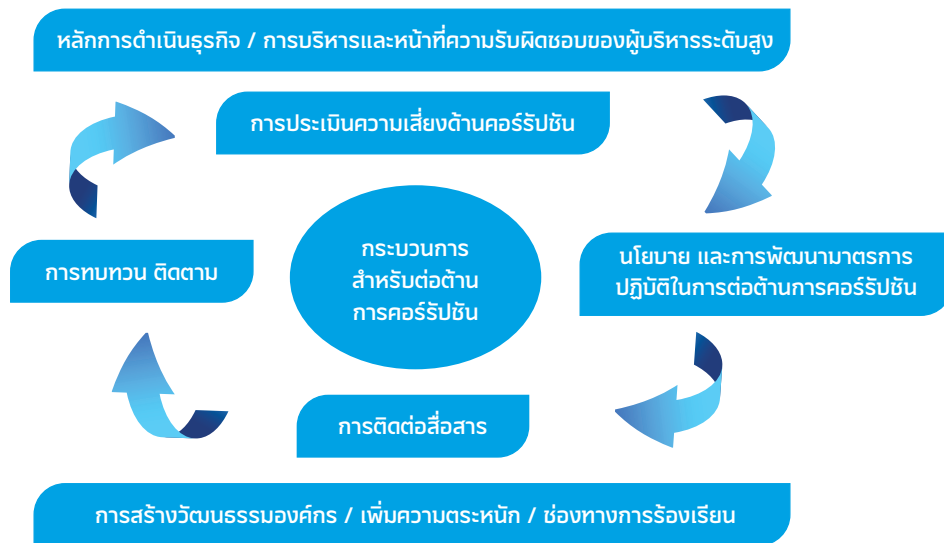 หลักการดำเนินธุรกิจ / การบริหารและหน้าที่ความรับผิดชอบของผู้บริหารระดับสูง
การประเมินความเสี่ยงด้านคอร์รัปชัน
การทบทวน ติดตาม
กระบวนการ
สำหรับต่อต้าน
การคอร์รัปชัน
นโยบาย และการพัฒนามาตรการ
ปฏิบัติในการต่อต้านการคอร์รัปชัน
การติดต่อสื่อสาร
การสร้างวัฒนธรรมองค์กร / เพิ่มความตระหนัก / ช่องทางการร้องเรียน